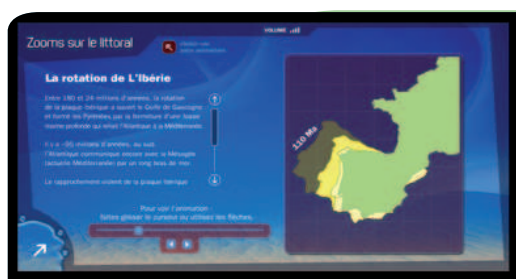 VOLUME
Zooms sur le littoral
La rotation de L'Ibérie
Entre 180 et 24 millions d'années, la rotation
de la plaque Ibérique a ouvert le Golfe de Gascogne
et formé les Pyrénées par la fermeture d'une fosse
marine profonde qui reliait l'Atlantique à la Méditerranée.
Il y a -95 millions d'années, au sud,
l'Atlantique communique encore avec la Mésogée
(actuelle Méditerranée) par un long bras de mer.
Le rapprochement violent de la plaque Ibérique
110 Ma
Pour voir l'animation :
faites glisser le curseur ou utilisez les flèches.